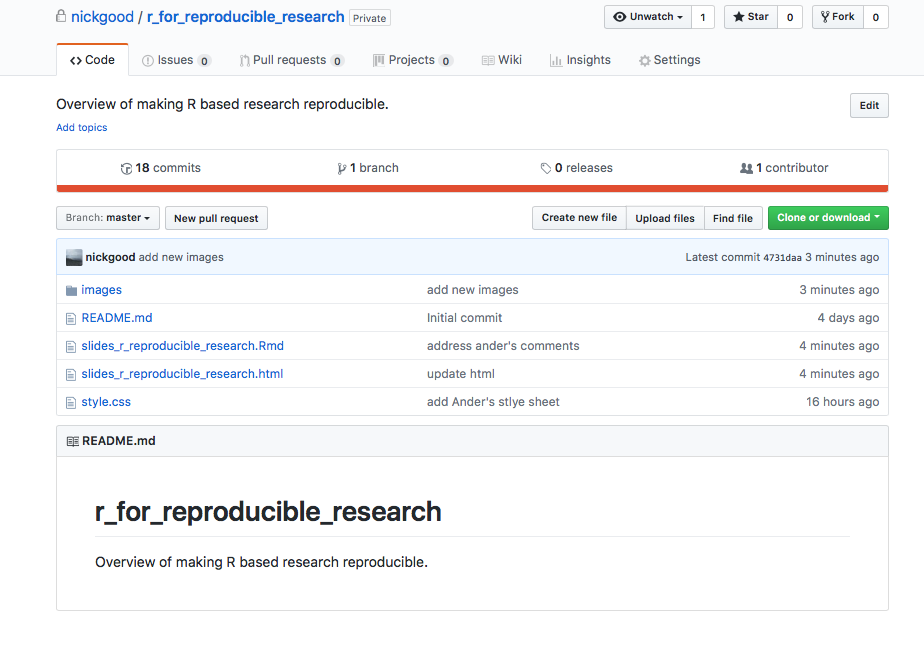 nickgood / r_for_reproducible_research Private Unwatch 1 Star 0 Fork 0
Code Issues 0 Pull requests 0 Projects 0 Wiki Insights Settings
Overview of making R based research reproducible. Edit
Add topics
18 commits 1 branch 0 releases 1 contributor
Branch: master New pull request Create new file Upload files Find file Clone or download
nickgood add new images Latest commit 4731daa 3 minutes ago
images add new images 3 minutes ago
README.md Initial commit 4 days ago
slides_r_reproducible_research.Rmd address ander's comments 4 minutes ago
slides_r_reproducible_research.html update html 4 minutes ago
style.css add Ander's stlye sheet 16 hours ago
README.md
r_for_reproducible_research
Overview of making R based research reproducible.